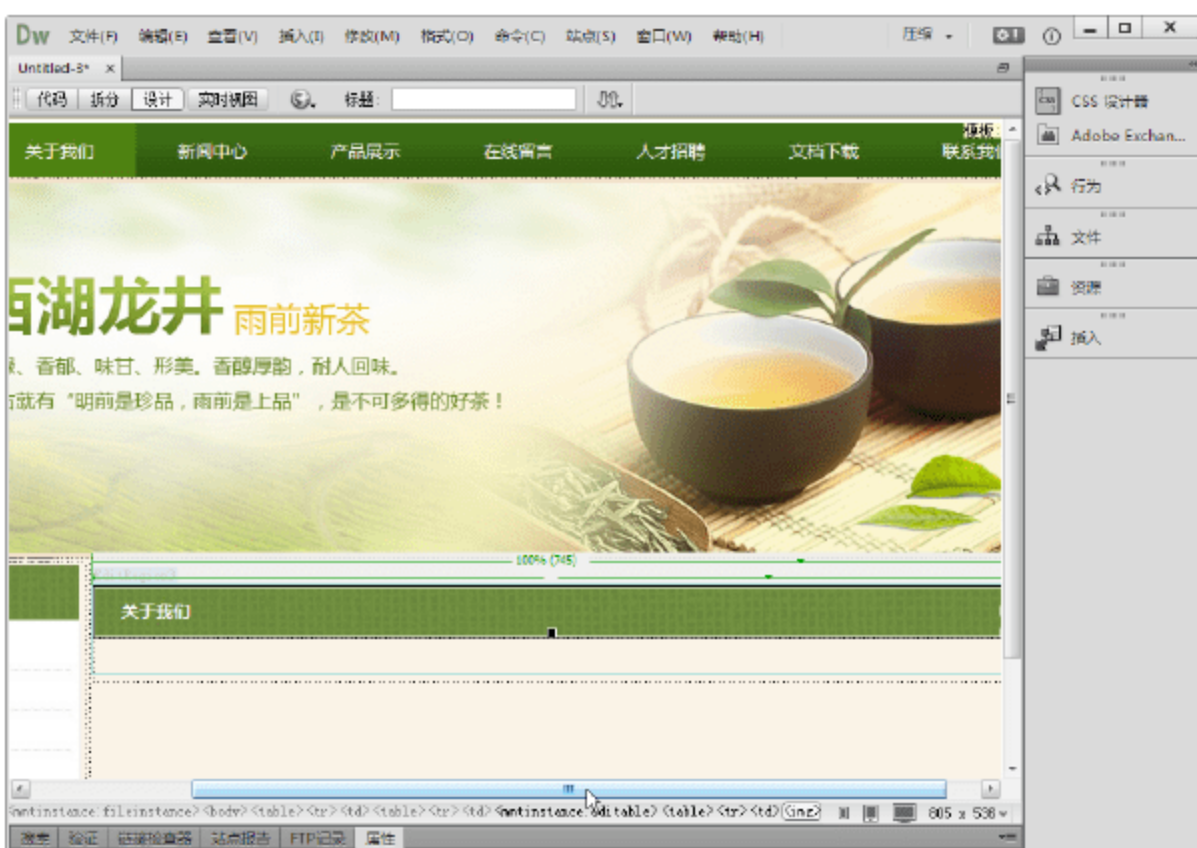 Dw 文件(F) 编辑(E) 查看(V) 插入(I) 修改(M) 格式(O) 命令(C) 站点(S) 窗口(W) 帮助(H) 压缩
Untitled-3* ×
代码 拆分 设计 实时视图 标题:
CSS 设计器
Adobe Exchan...
行为
文件
资源
插入
模板:
关于我们 新闻中心 产品展示 在线留言 人才招聘 文档下载 联系我们
西湖龙井 雨前新茶
、香郁、味甘、形美。香醇厚韵，耐人回味。
就有“明前是珍品，雨前是上品”，是不可多得的好茶！
100% (745)
关于我们
<mmtinstance:fileinstance> <body> <table> <tr> <td> <table> <tr> <td> <mmtinstance:editable> <table> <tr> <td> <img> 805 x 538
搜索 验证 链接检查器 站点报告 FTP记录 属性